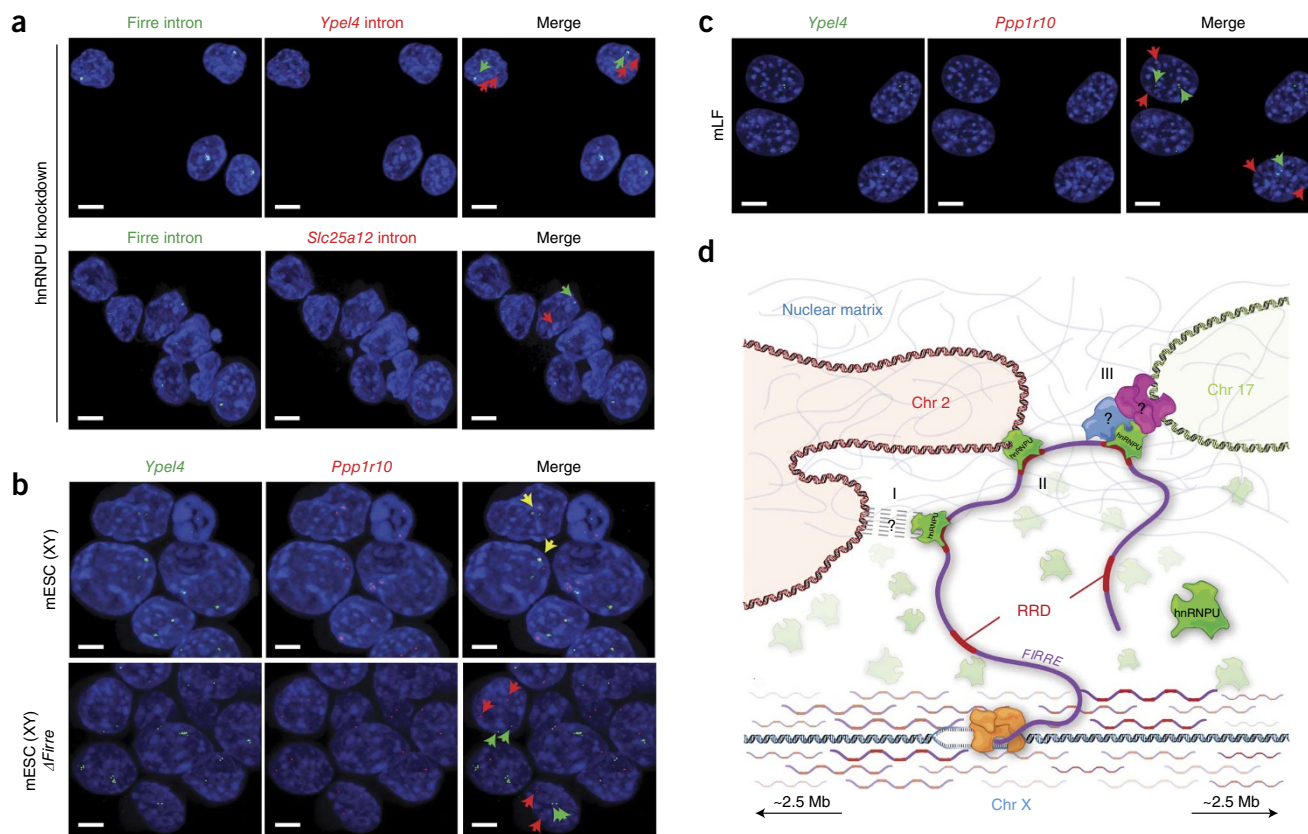 a
Firre intron
Ypel4 intron
Merge
hnRNPU knockdown
Firre intron
Slc25a12 intron
Merge
b
Ypel4
Ppp1r10
Merge
mESC (XY)
mESC (XY)
ΔFirre
c
Ypel4
Ppp1r10
Merge
mLF
d
Nuclear matrix
III
Chr 17
Chr 2
?
?
hnRNPU
hnRNPU
I
II
?
hnRNPU
RRD
hnRNPU
FIRRE
~2.5 Mb
Chr X
~2.5 Mb